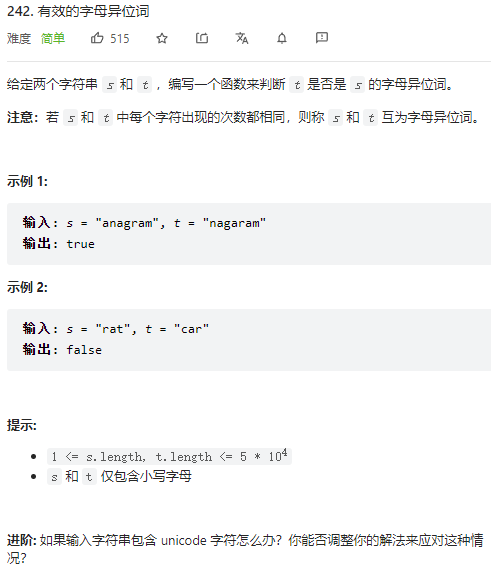 242. 有效的字母异位词
难度 简单 515
给定两个字符串 s 和 t ，编写一个函数来判断 t 是否是 s 的字母异位词。
注意：若 s 和 t 中每个字符出现的次数都相同，则称 s 和 t 互为字母异位词。
示例 1:
输入: s = "anagram", t = "nagaram"
输出: true
示例 2:
输入: s = "rat", t = "car"
输出: false
提示:
1 <= s.length, t.length <= 5 * 10⁴
s 和 t 仅包含小写字母
进阶: 如果输入字符串包含 unicode 字符怎么办？你能否调整你的解法来应对这种情
况？